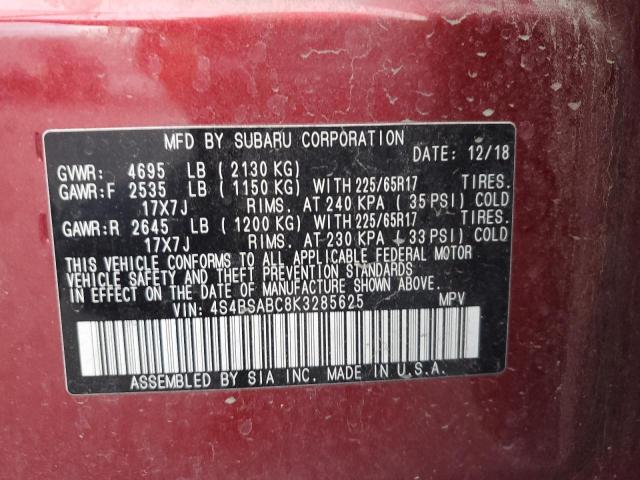 MFD BY SUBARU CORPORATION
DATE: 12/18
GVWR: 4695 LB (2130 KG)
GAWR:F 2535 LB (1150 KG) WITH 225/65R17 TIRES.
17X7J RIMS. AT 240 KPA (35 PSI) COLD
GAWR:R 2645 LB (1200 KG) WITH 225/65R17 TIRES.
17X7J RIMS. AT 230 KPA (33 PSI) COLD
THIS VEHICLE CONFORMS TO ALL APPLICABLE FEDERAL MOTOR
VEHICLE SAFETY AND THEFT PREVENTION STANDARDS
IN EFFECT ON THE DATE OF MANUFACTURE SHOWN ABOVE.
VIN: 4S4BSABC8K3285625 MPV
ASSEMBLED BY SIA INC. MADE IN U.S.A.